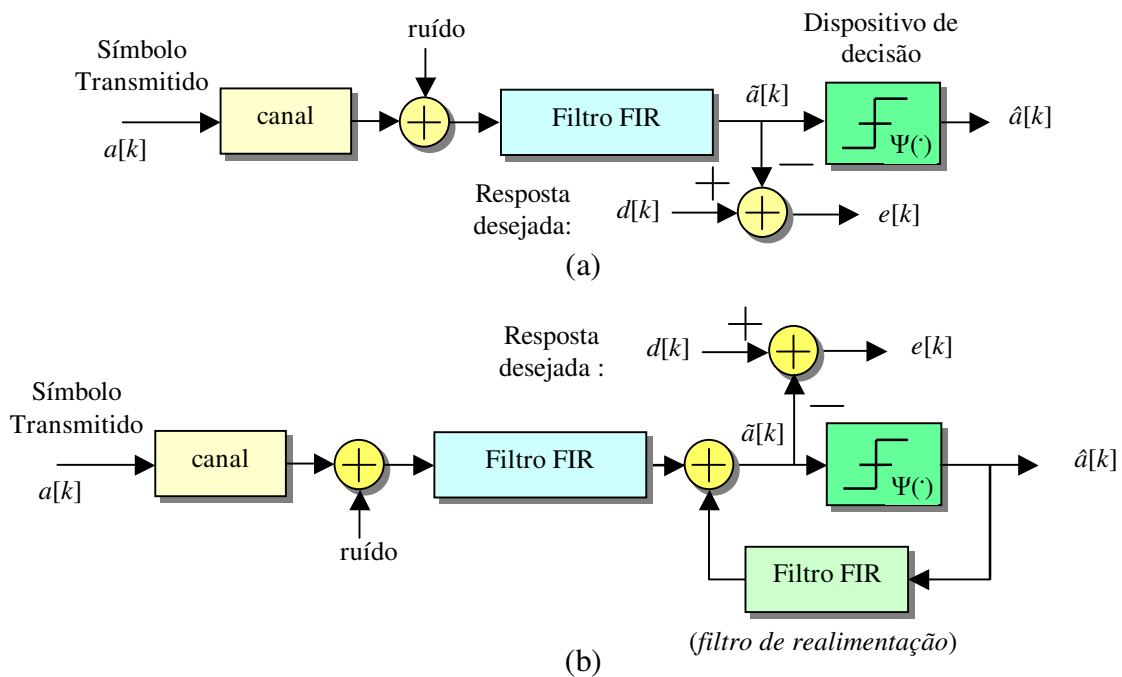 ruído
Dispositivo de
decisão
Símbolo
Transmitido
canal
Filtro FIR
ã[k]
Ψ(·)
â[k]
a[k]
+
+
−
Resposta
desejada:
d[k]
+
e[k]
(a)
Resposta
desejada :
d[k]
+
+
e[k]
−
Símbolo
Transmitido
canal
+
Filtro FIR
+
ã[k]
Ψ(·)
â[k]
a[k]
ruído
Filtro FIR
(filtro de realimentação)
(b)